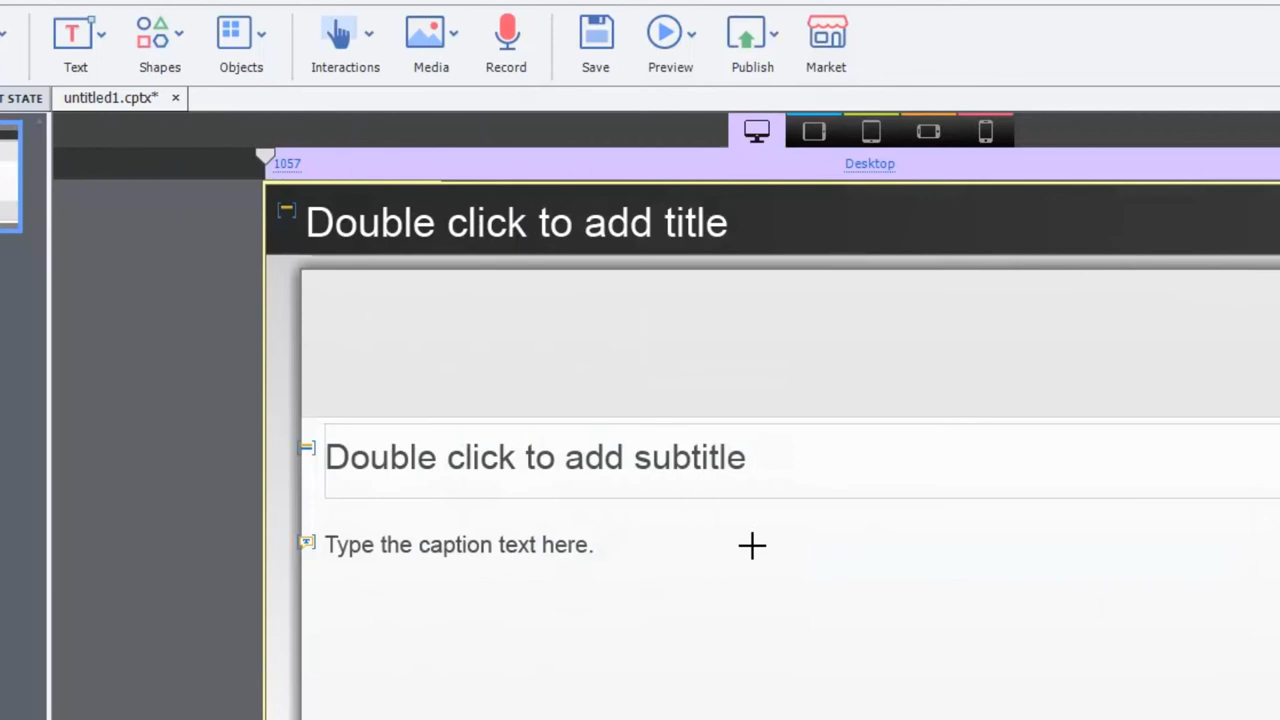 Text
Shapes
Objects
Interactions
Media
Record
Save
Preview
Publish
Market
T STATE
untitled1.cptx*
1057
Desktop
Double click to add title
Double click to add subtitle
Type the caption text here.